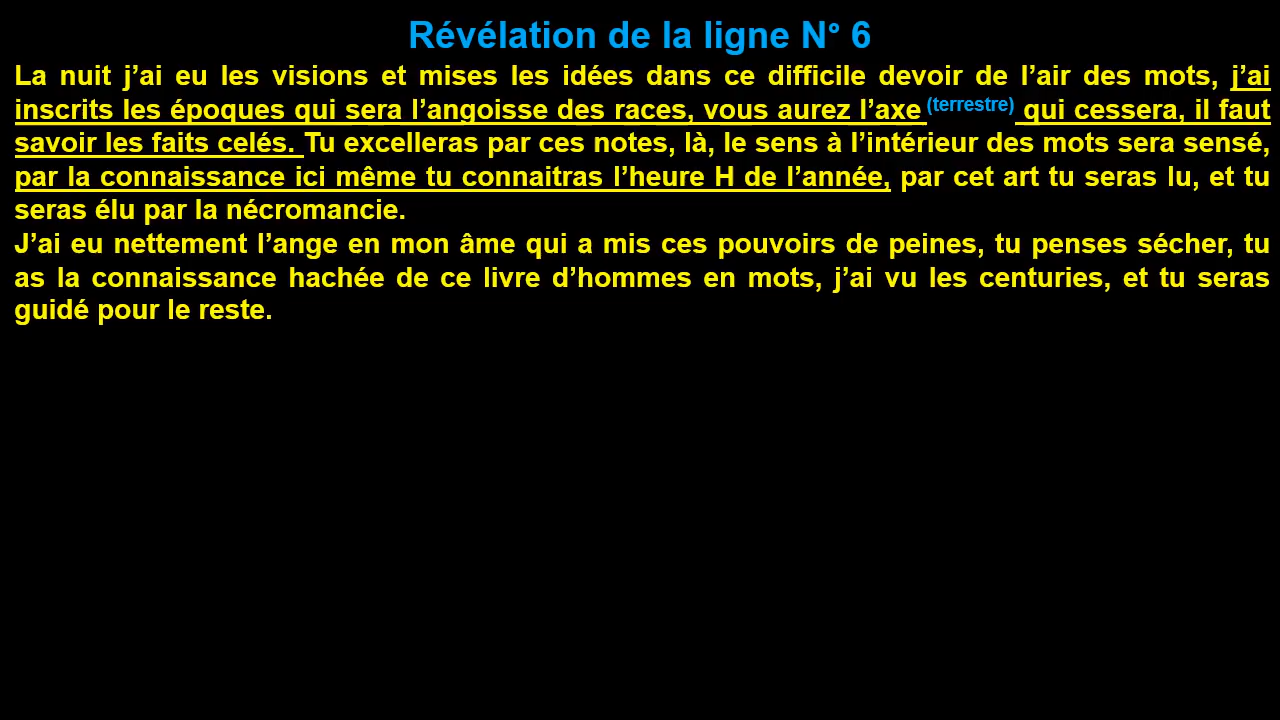 Révélation de la ligne N° 6
La nuit j’ai eu les visions et mises les idées dans ce difficile devoir de l’air des mots, j’ai
inscrits les époques qui sera l’angoisse des races, vous aurez l’axe (terrestre) qui cessera, il faut
savoir les faits celés. Tu excelleras par ces notes, là, le sens à l’intérieur des mots sera sensé,
par la connaissance ici même tu connaitras l’heure H de l’année, par cet art tu seras lu, et tu
seras élu par la nécromancie.
J’ai eu nettement l’ange en mon âme qui a mis ces pouvoirs de peines, tu penses sécher, tu
as la connaissance hachée de ce livre d’hommes en mots, j’ai vu les centuries, et tu seras
guidé pour le reste.